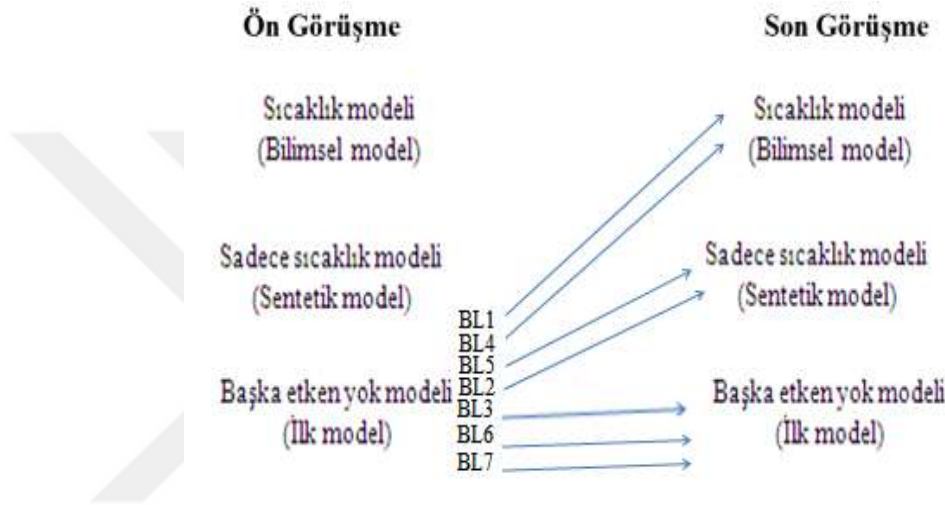 Ön Görüşme
Son Görüşme
Sıcaklık modeli
(Bilimsel model)
Sıcaklık modeli
(Bilimsel model)
Sadece sıcaklık modeli
(Sentetik model)
Sadece sıcaklık modeli
(Sentetik model)
BL1
BL4
BL5
BL2
BL3
BL6
BL7
Başka etken yok modeli
(İlk model)
Başka etken yok modeli
(İlk model)